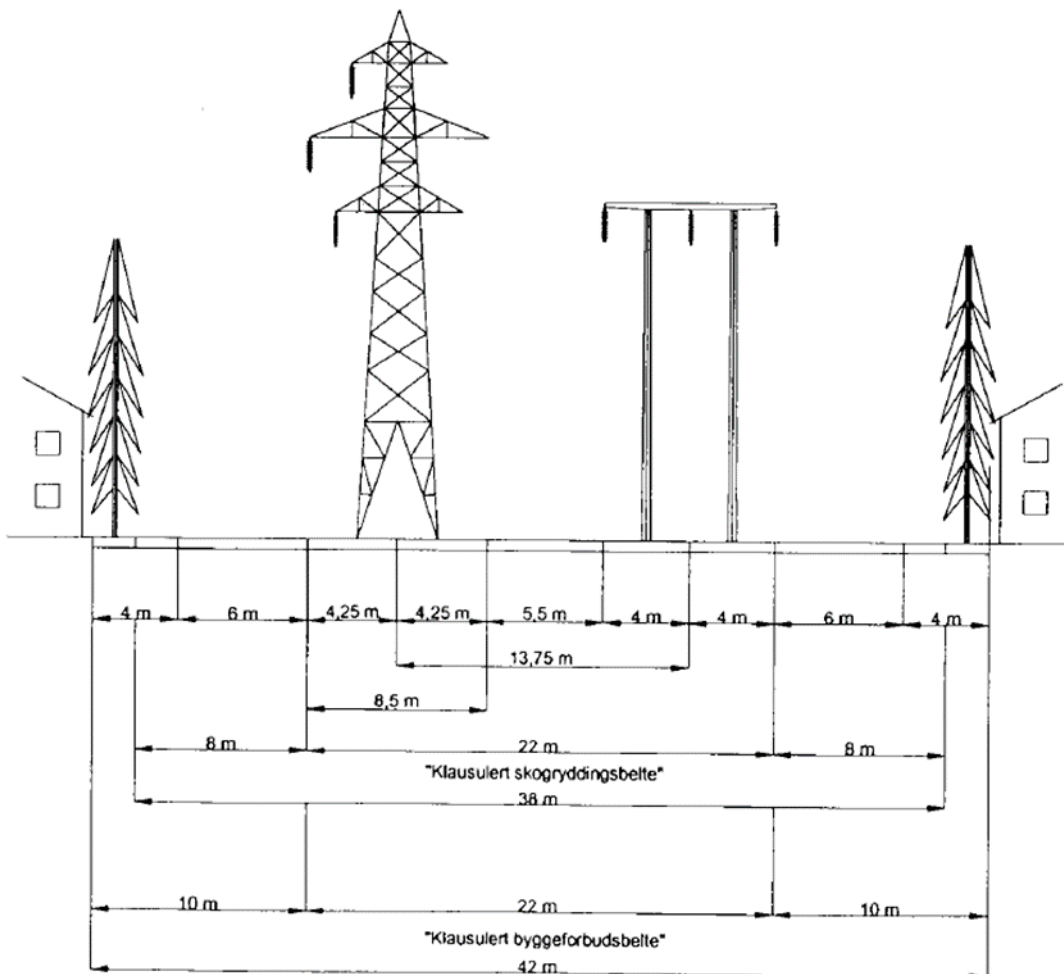 4 m 6 m 4,25 m 4,25 m 5,5 m 4 m 4 m 6 m 4 m
13,75 m
8,5 m
8 m 22 m 8 m
"Klausulert skogryddingsbelte"
38 m
10 m 22 m 10 m
"Klausulert byggeforbudsbelte"
42 m